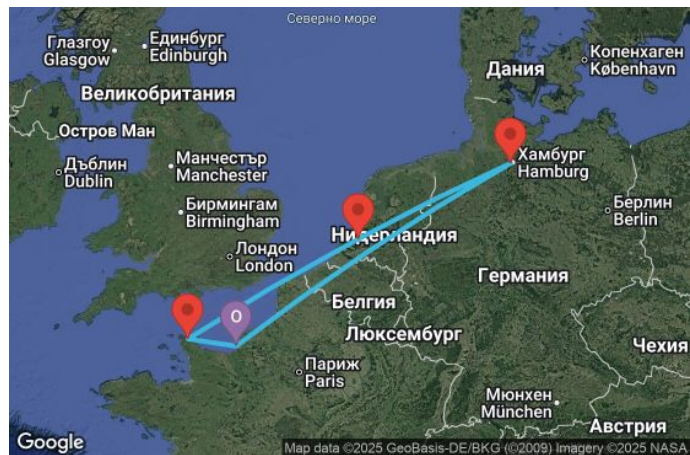 Северно море
Глазгоу
Glasgow
Единбург
Edinburgh
Копенхаген
København
Дания
Великобритания
Остров Ман
Хамбург
Hamburg
Дъблин
Dublin
Манчестър
Manchester
Бирмингам
Birmingham
Берлин
Berlin
Нидерландия
Лондон
London
Германия
Белгия
О
Люксембург
Чехия
Париж
Paris
Мюнхен
München
Австрия
Google
Map data ©2025 GeoBasis-DE/BKG (©2009) Imagery ©2025 NASA